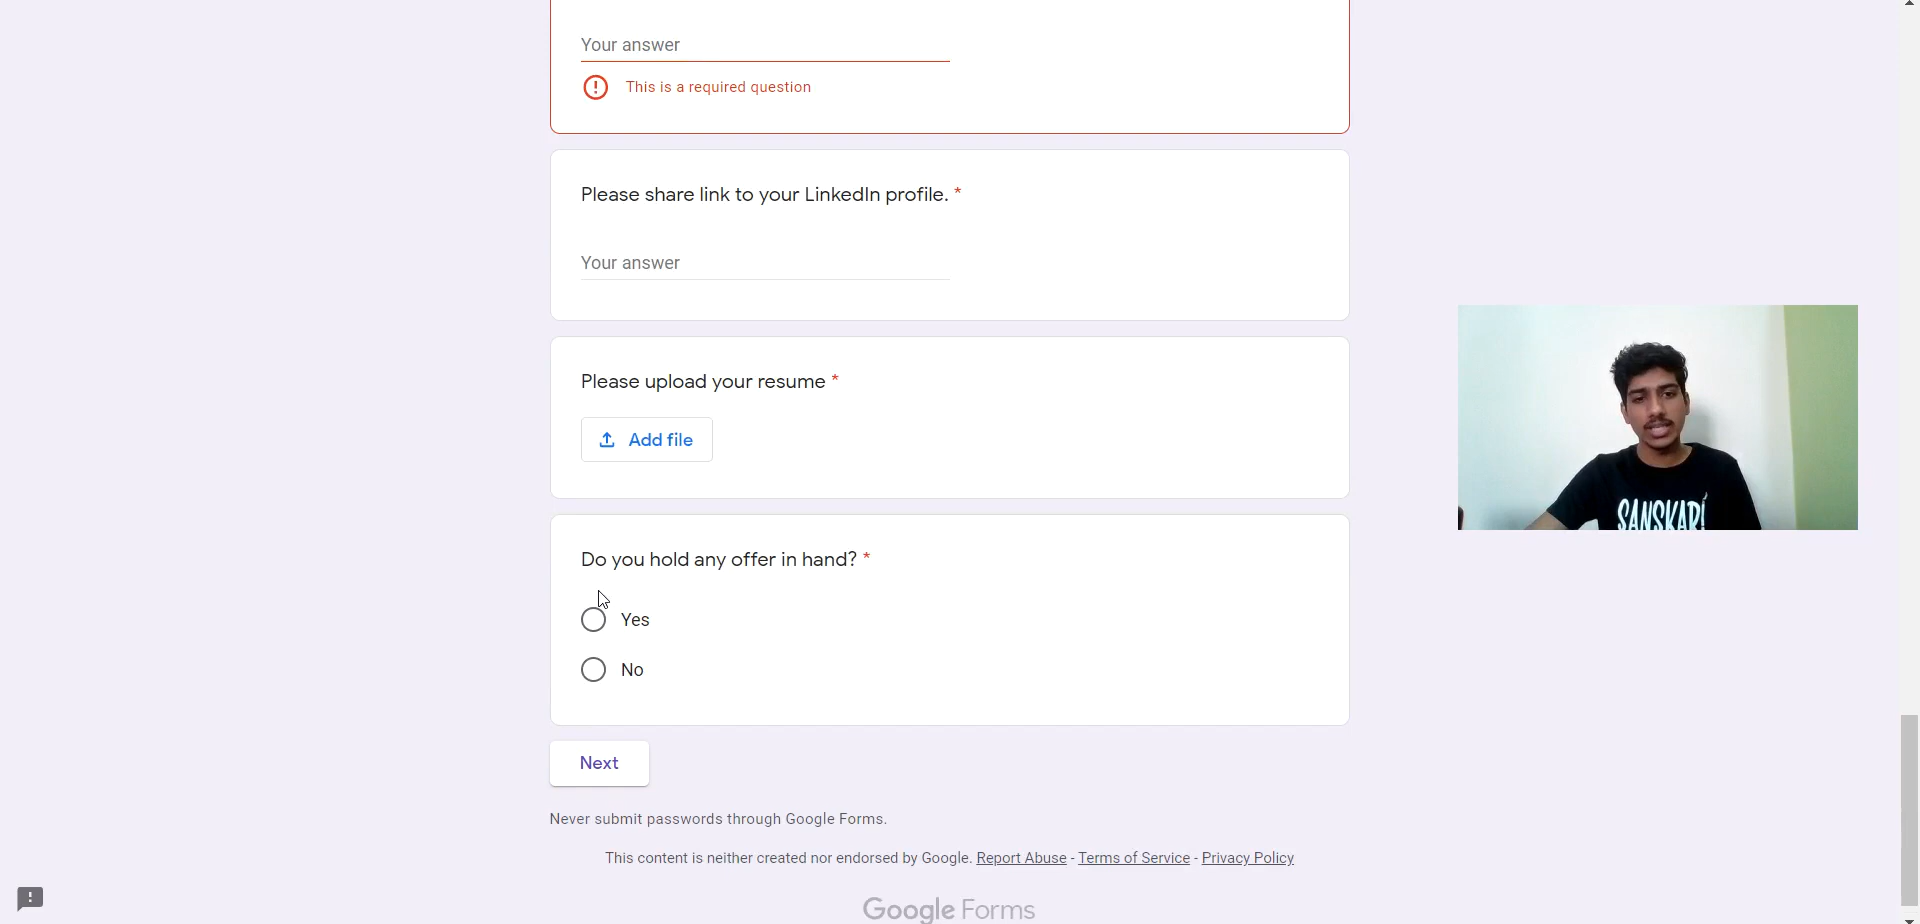 Your answer
This is a required question
Please share link to your LinkedIn profile. *
Your answer
Please upload your resume *
Add file
Do you hold any offer in hand? *
Yes
No
SANSKARI
Next
Never submit passwords through Google Forms.
This content is neither created nor endorsed by Google. Report Abuse - Terms of Service - Privacy Policy
Google Forms